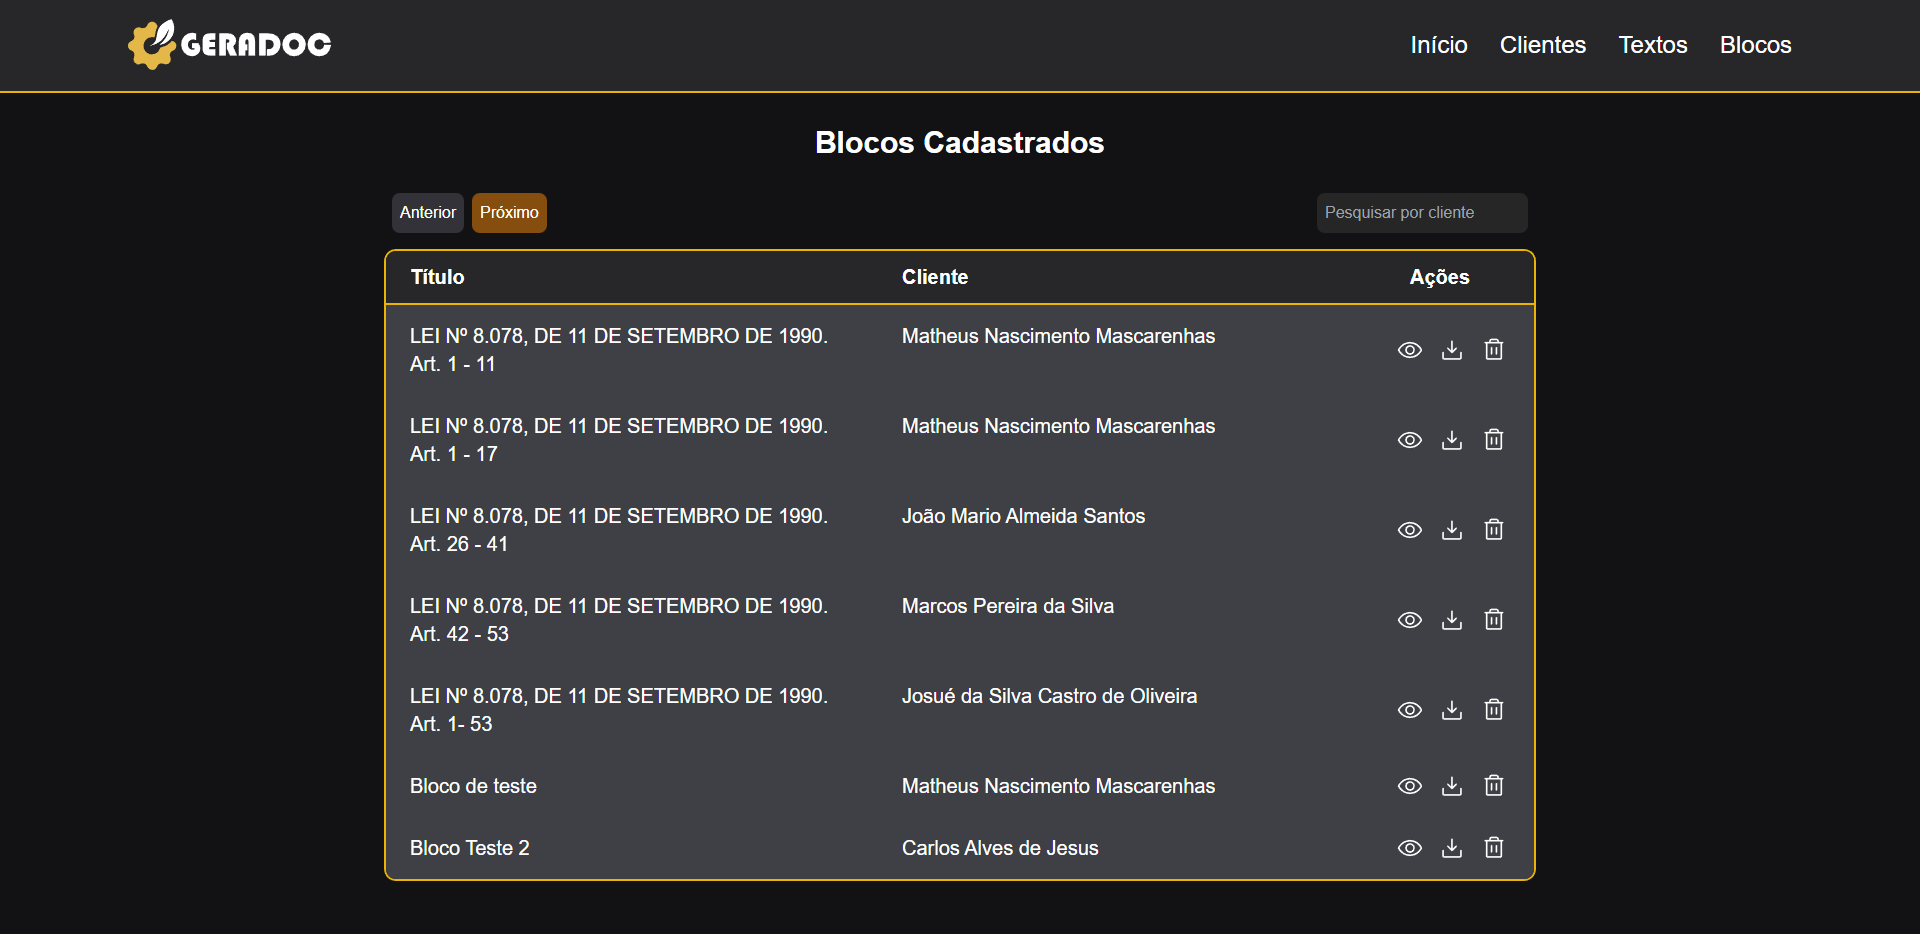 GERADOC
Início Clientes Textos Blocos
Blocos Cadastrados
Anterior Próximo Pesquisar por cliente
Título Cliente Ações
LEI Nº 8.078, DE 11 DE SETEMBRO DE 1990. Matheus Nascimento Mascarenhas
Art. 1 - 11
LEI Nº 8.078, DE 11 DE SETEMBRO DE 1990. Matheus Nascimento Mascarenhas
Art. 1 - 17
LEI Nº 8.078, DE 11 DE SETEMBRO DE 1990. João Mario Almeida Santos
Art. 26 - 41
LEI Nº 8.078, DE 11 DE SETEMBRO DE 1990. Marcos Pereira da Silva
Art. 42 - 53
LEI Nº 8.078, DE 11 DE SETEMBRO DE 1990. Josué da Silva Castro de Oliveira
Art. 1- 53
Bloco de teste Matheus Nascimento Mascarenhas
Bloco Teste 2 Carlos Alves de Jesus